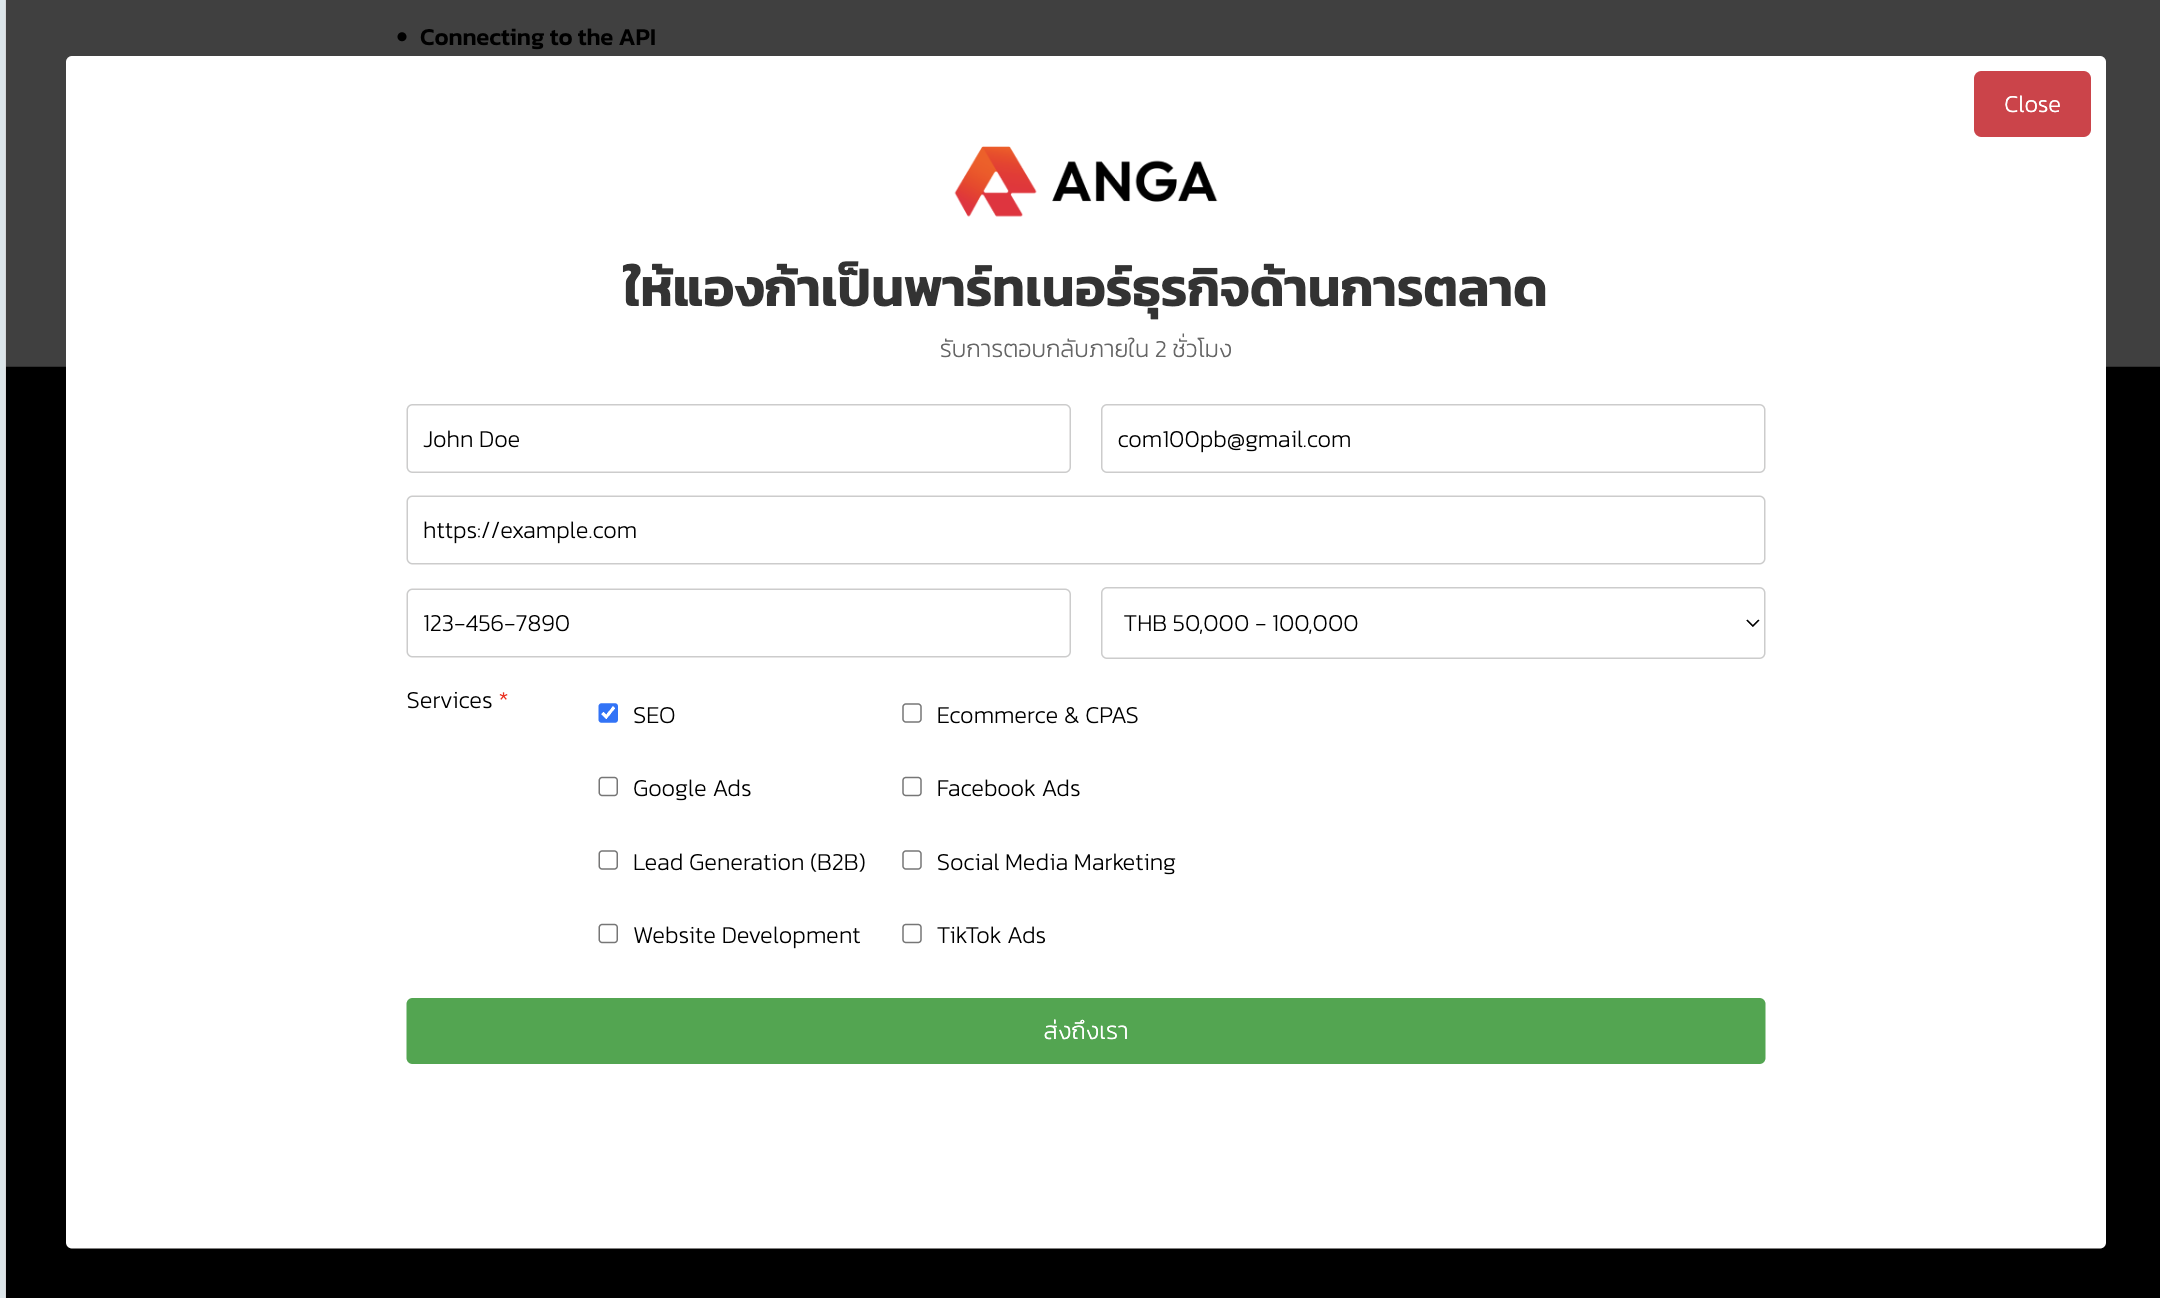 Connecting to the API
Close
ANGA
ให้แองก้าเป็นพาร์ทเนอร์ธุรกิจด้านการตลาด
รับการตอบกลับภายใน 2 ชั่วโมง
John Doe
com100pb@gmail.com
https://example.com
123-456-7890
THB 50,000 - 100,000
Services *
SEO
Ecommerce & CPAS
Google Ads
Facebook Ads
Lead Generation (B2B)
Social Media Marketing
Website Development
TikTok Ads
ส่งถึงเรา